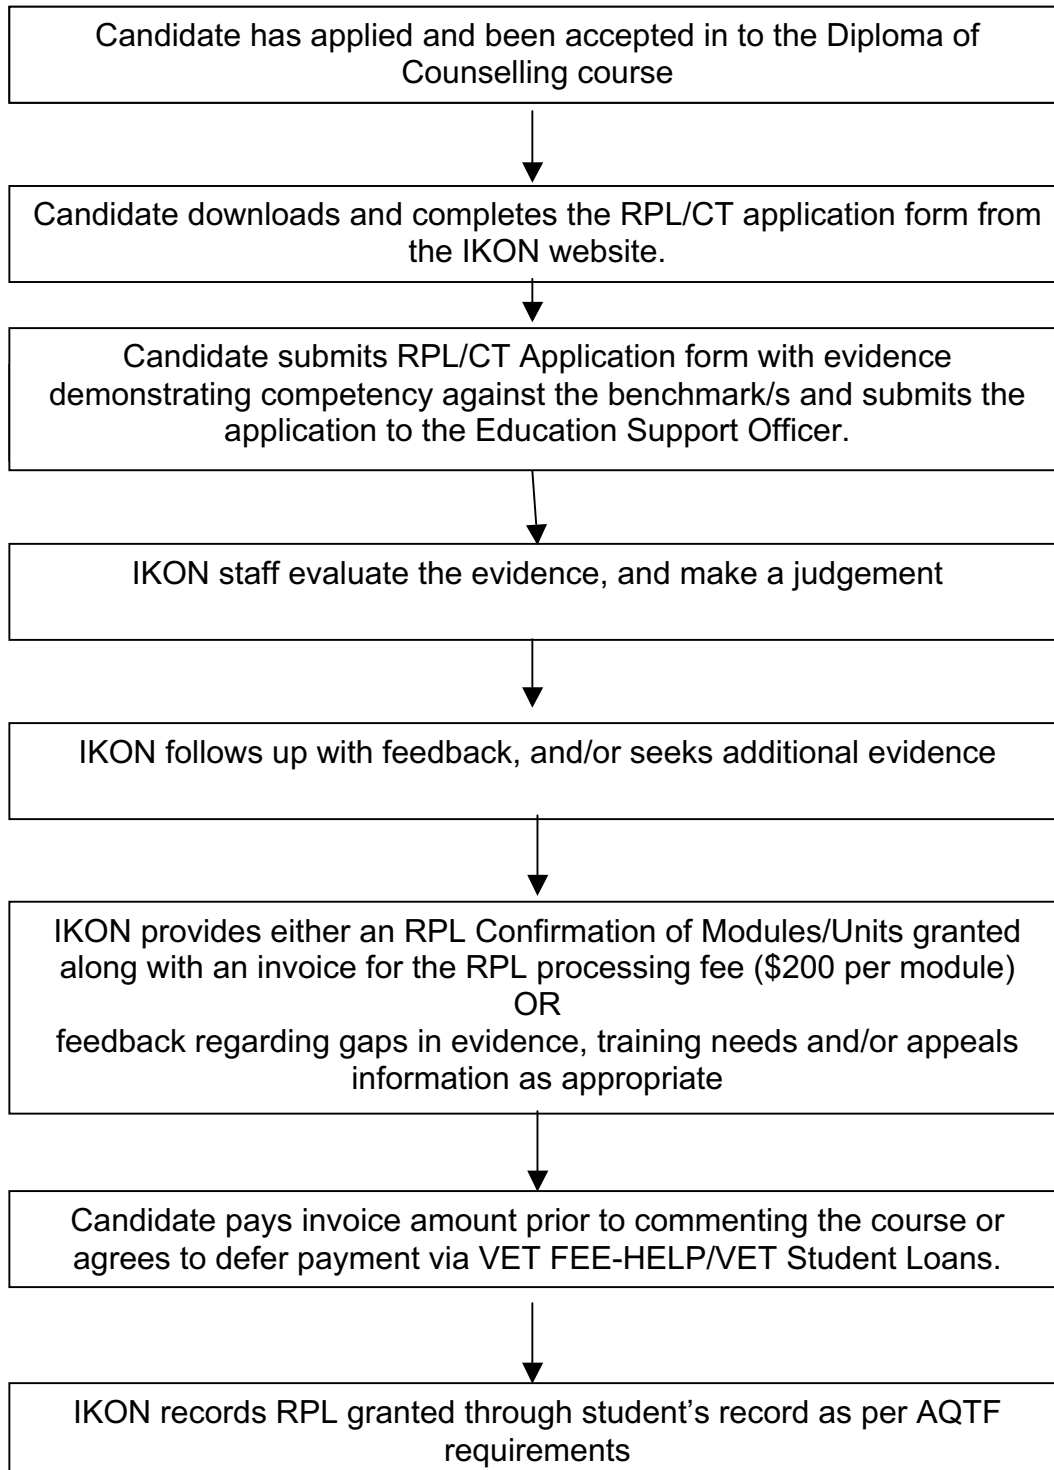 Candidate has applied and been accepted in to the Diploma of
Counselling course
Candidate downloads and completes the RPL/CT application form from
the IKON website.
Candidate submits RPL/CT Application form with evidence
demonstrating competency against the benchmark/s and submits the
application to the Education Support Officer.
IKON staff evaluate the evidence, and make a judgement
IKON follows up with feedback, and/or seeks additional evidence
IKON provides either an RPL Confirmation of Modules/Units granted
along with an invoice for the RPL processing fee ($200 per module)
OR
feedback regarding gaps in evidence, training needs and/or appeals
information as appropriate
Candidate pays invoice amount prior to commenting the course or
agrees to defer payment via VET FEE-HELP/VET Student Loans.
IKON records RPL granted through student’s record as per AQTF
requirements